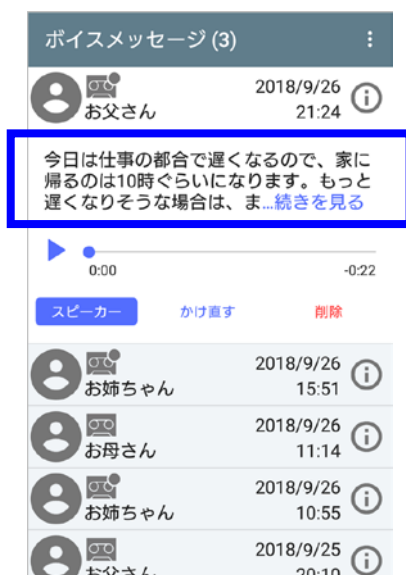 ボイスメッセージ (3)
2018/9/26
お父さん 21:24
今日は仕事の都合で遅くなるので、家に
帰るのは10時ぐらいになります。もっと
遅くなりそうな場合は、ま...続きを見る
0:00 -0:22
スピーカー かけ直す 削除
2018/9/26
お姉ちゃん 15:51
2018/9/26
お母さん 11:14
2018/9/26
お姉ちゃん 10:55
2018/9/25
お父さん